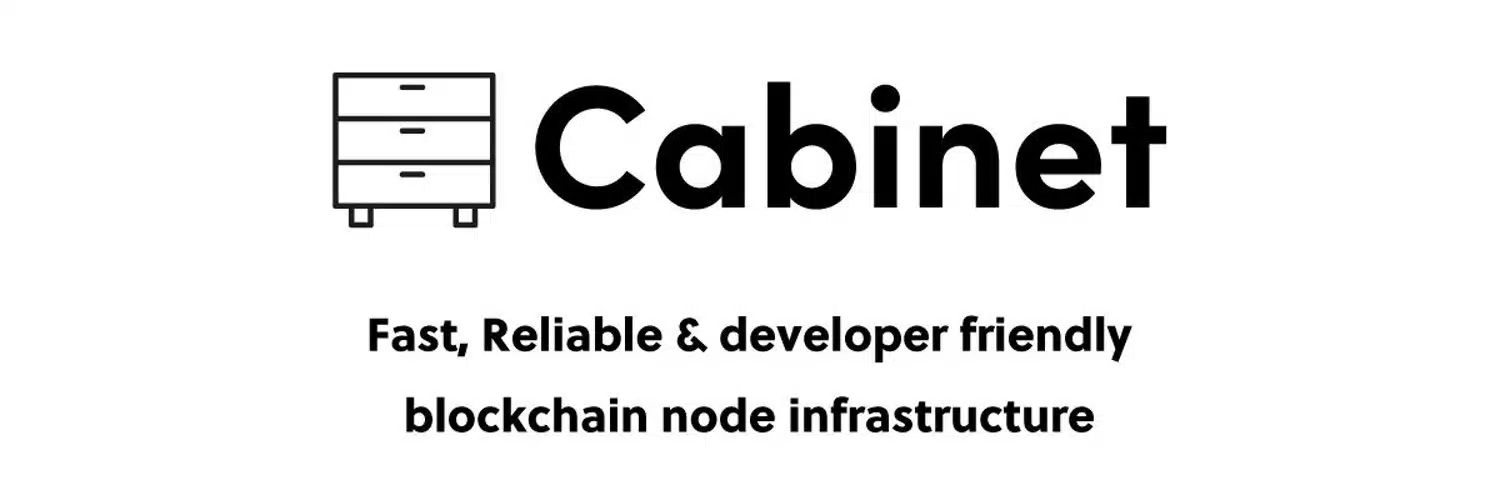 Cabinet
Fast, Reliable & developer friendly
blockchain node infrastructure